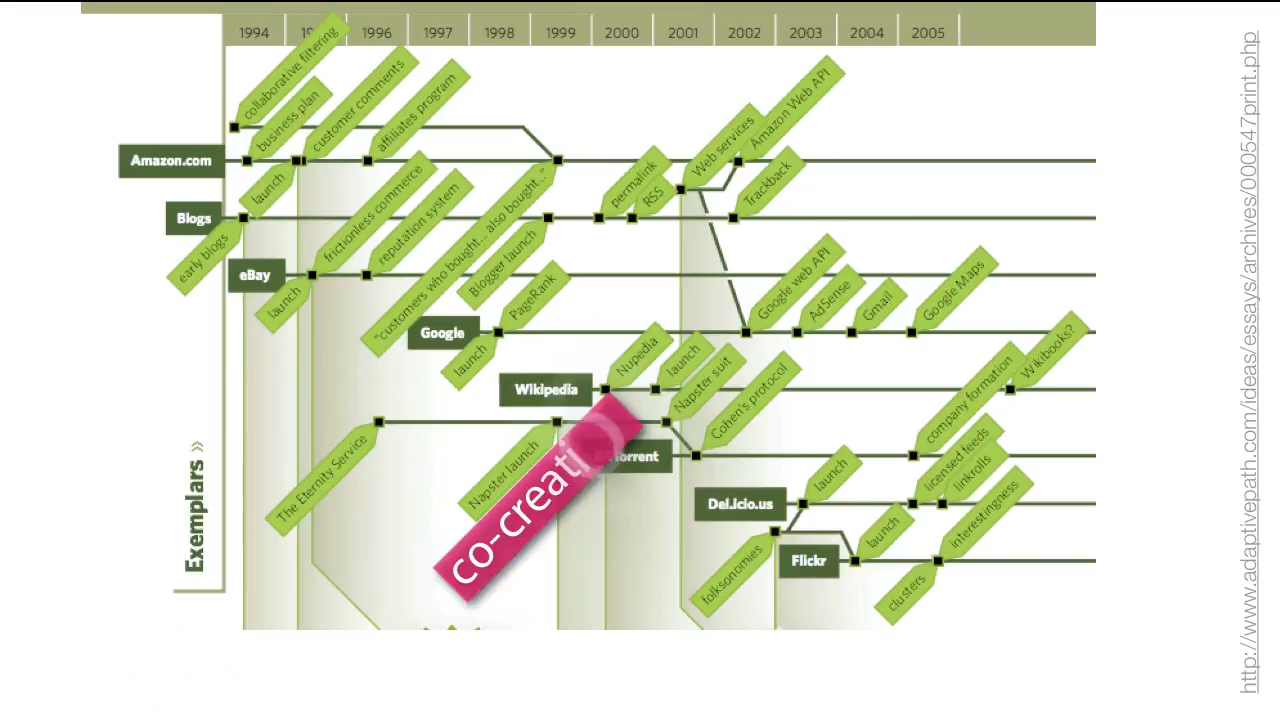 1994
1996
1997
1998
1999
2000
2001
2002
2003
2004
2005
collaborative filtering
business plan
customer comments
affiliates program
Web services
Amazon Web API
Amazon.com
launch
permalink
RSS
Trackback
Blogs
early blogs
frictionless commerce
reputation system
"customers who bought... also bought..."
Blogger launch
eBay
launch
PageRank
Google web API
AdSense
Gmail
Google Maps
Google
launch
Nupedia
launch
Wikibooks?
Wikipedia
Napster suit
Cohen's protocol
company formation
The Eternity Service
Napster launch
Torrent
co-creation
launch
licensed feeds
linkrolls
Del.icio.us
folksonomies
launch
interestingness
Flickr
clusters
Exemplars »
http://www.adaptivepath.com/ideas/essays/archives/000547print.php